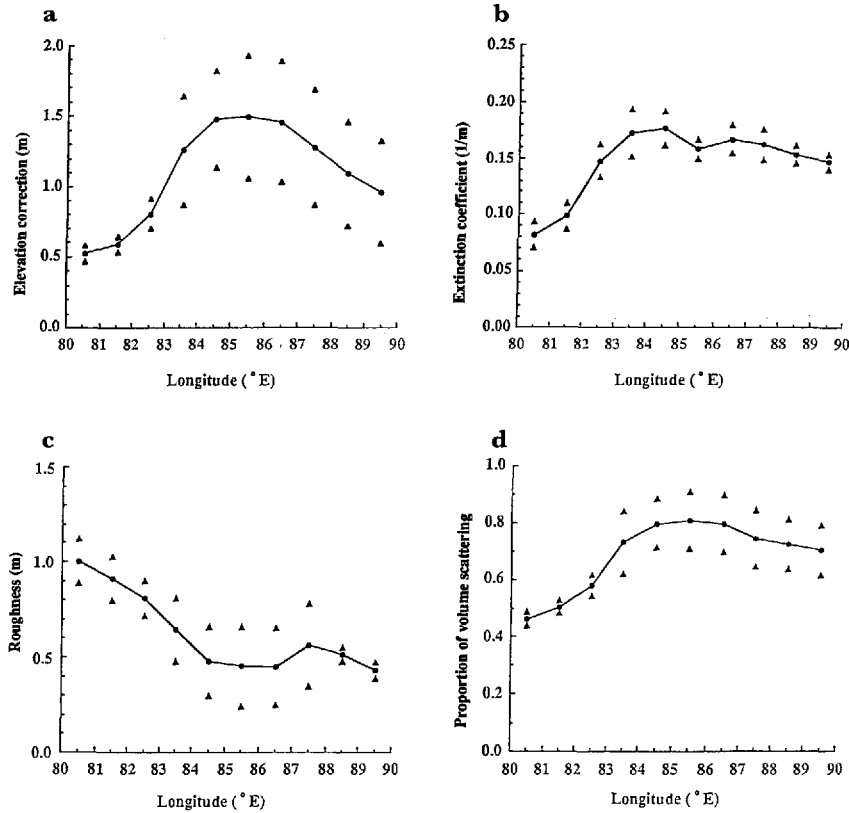 a
Elevation correction (m)
2.0
1.5
1.0
0.5
0.0
80 81 82 83 84 85 86 87 88 89 90
Longitude (°E)
b
Extinction coefficient (1/m)
0.25
0.20
0.15
0.10
0.05
0.00
80 81 82 83 84 85 86 87 88 89 90
Longitude (°E)
c
Roughness (m)
1.5
1.0
0.5
0.0
80 81 82 83 84 85 86 87 88 89 90
Longitude (°E)
d
Proportion of volume scattering
1.0
0.8
0.6
0.4
0.2
0.0
80 81 82 83 84 85 86 87 88 89 90
Longitude (°E)